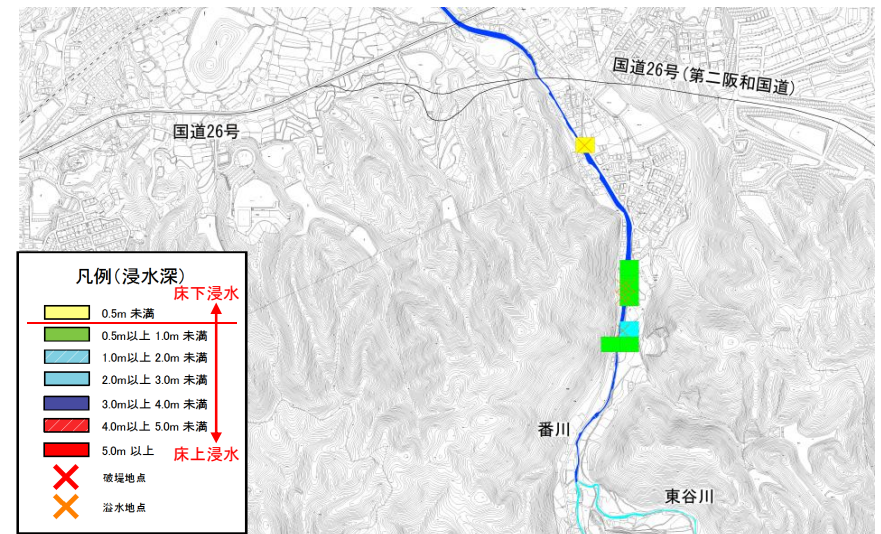 国道26号(第二阪和国道)
国道26号
凡例(浸水深)
床下浸水
0.5m 未満
0.5m以上 1.0m 未満
1.0m以上 2.0m 未満
2.0m以上 3.0m 未満
3.0m以上 4.0m 未満
4.0m以上 5.0m 未満
5.0m 以上
床上浸水
破堤地点
溢水地点
番川
東谷川